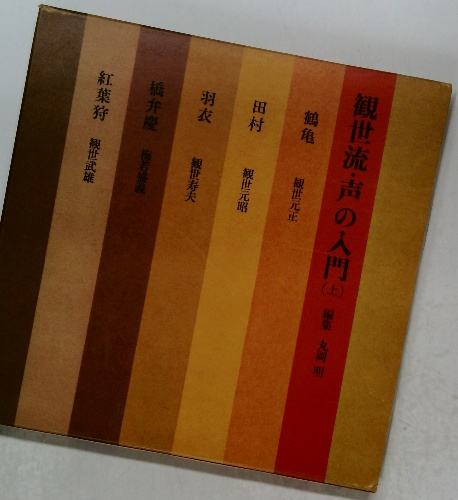 観世流・声の入門(上) 編集 丸岡 明
鶴亀 観世元正
田村 観世元昭
羽衣 観世寿夫
橋弁慶
紅葉狩 観世武雄